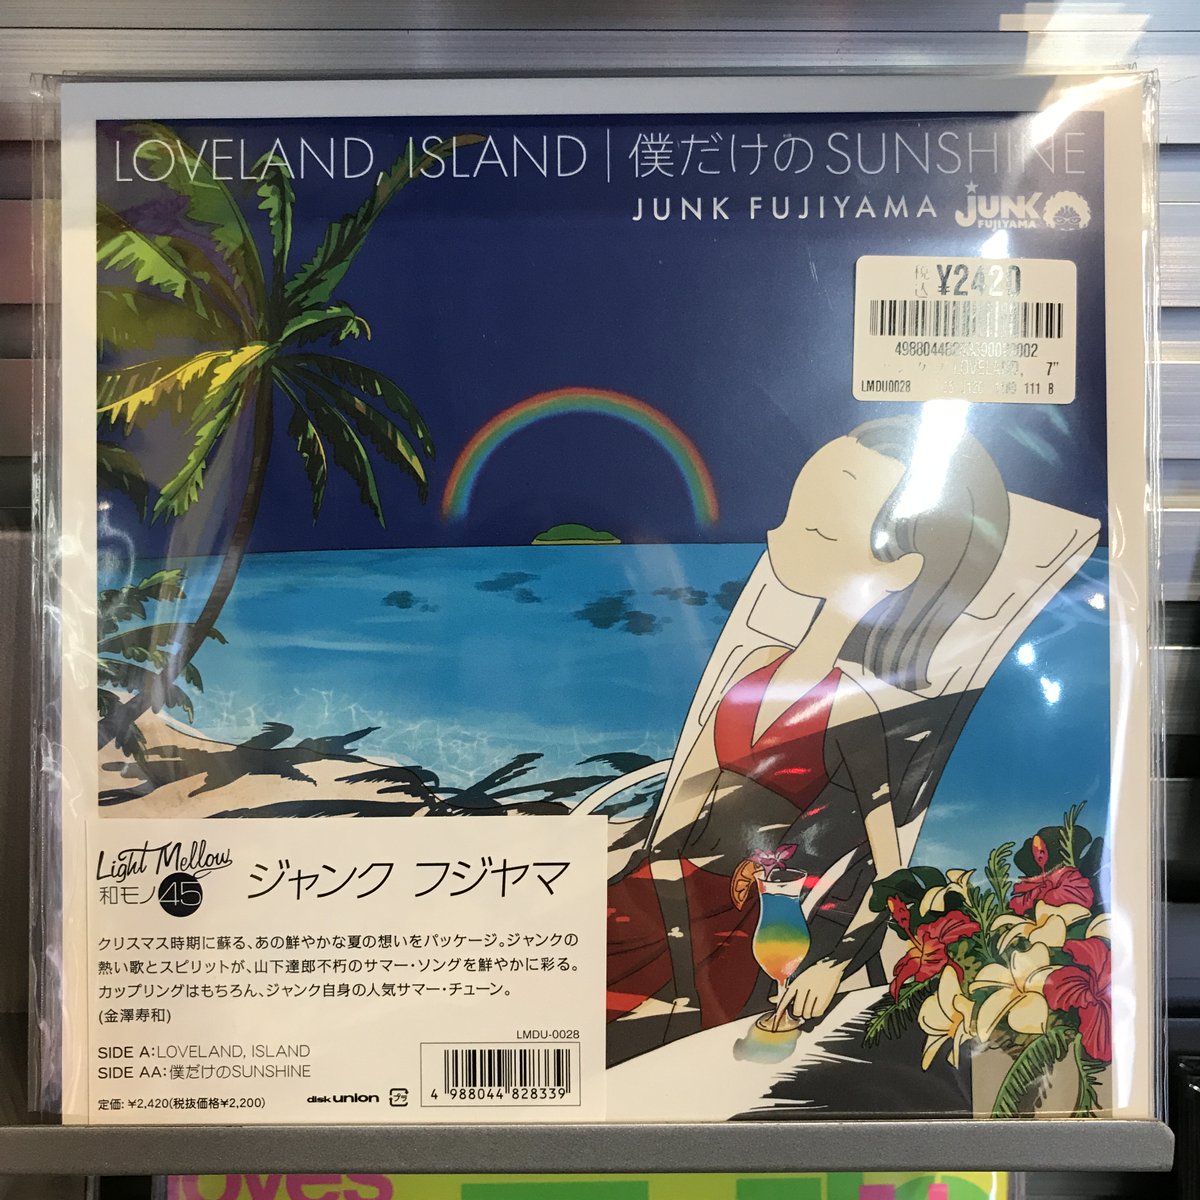 LOVELAND, ISLAND | 僕だけのSUNSHINE
JUNK FUJIYAMA
JUNK
FUJIYAMA
税込 ¥2420
LOVELAND, 7"
LMDU0028
111 B
Light Mellow
和モノ45
ジャンク フジヤマ
クリスマス時期に蘇る、あの鮮やかな夏の想いをパッケージ。ジャンクの
熱い歌とスピリットが、山下達郎不朽のサマー・ソングを鮮やかに彩る。
カップリングはもちろん、ジャンク自身の人気サマー・チューン。
(金澤寿和)
LMDU-0028
SIDE A:LOVELAND, ISLAND
SIDE AA:僕だけのSUNSHINE
定価: ¥2,420(税抜価格¥2,200)
disk union
プラ
4 988044 828339
loves